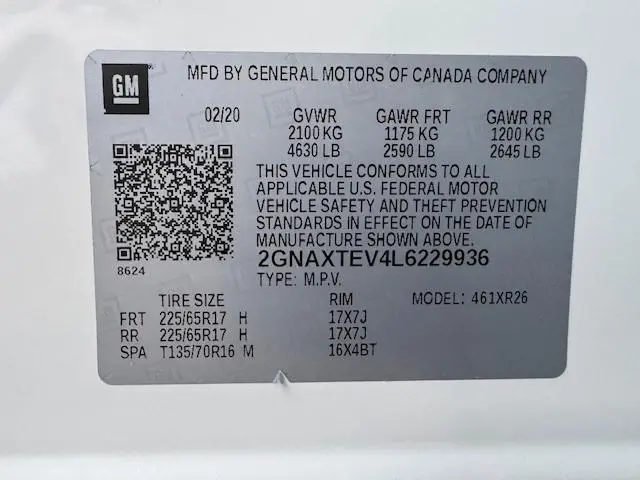 GM
MFD BY GENERAL MOTORS OF CANADA COMPANY
02/20 GVWR GAWR FRT GAWR RR
2100 KG 1175 KG 1200 KG
4630 LB 2590 LB 2645 LB
THIS VEHICLE CONFORMS TO ALL
APPLICABLE U.S. FEDERAL MOTOR
VEHICLE SAFETY AND THEFT PREVENTION
STANDARDS IN EFFECT ON THE DATE OF
MANUFACTURE SHOWN ABOVE.
8624
2GNAXTEV4L6229936
TYPE: M.P.V.
TIRE SIZE RIM MODEL: 461XR26
FRT 225/65R17 H 17X7J
RR 225/65R17 H 17X7J
SPA T135/70R16 M 16X4BT